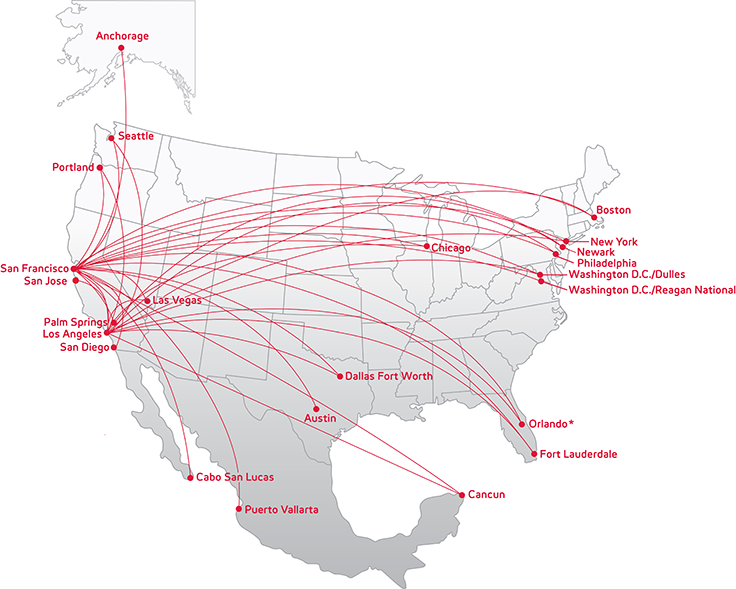 Anchorage
Seattle
Portland
Boston
New York
Chicago
Newark
Philadelphia
San Francisco
Washington D.C./Dulles
San Jose
Washington D.C./Reagan National
Las Vegas
Palm Springs
Los Angeles
San Diego
Dallas Fort Worth
Austin
Orlando*
Fort Lauderdale
Cabo San Lucas
Cancun
Puerto Vallarta